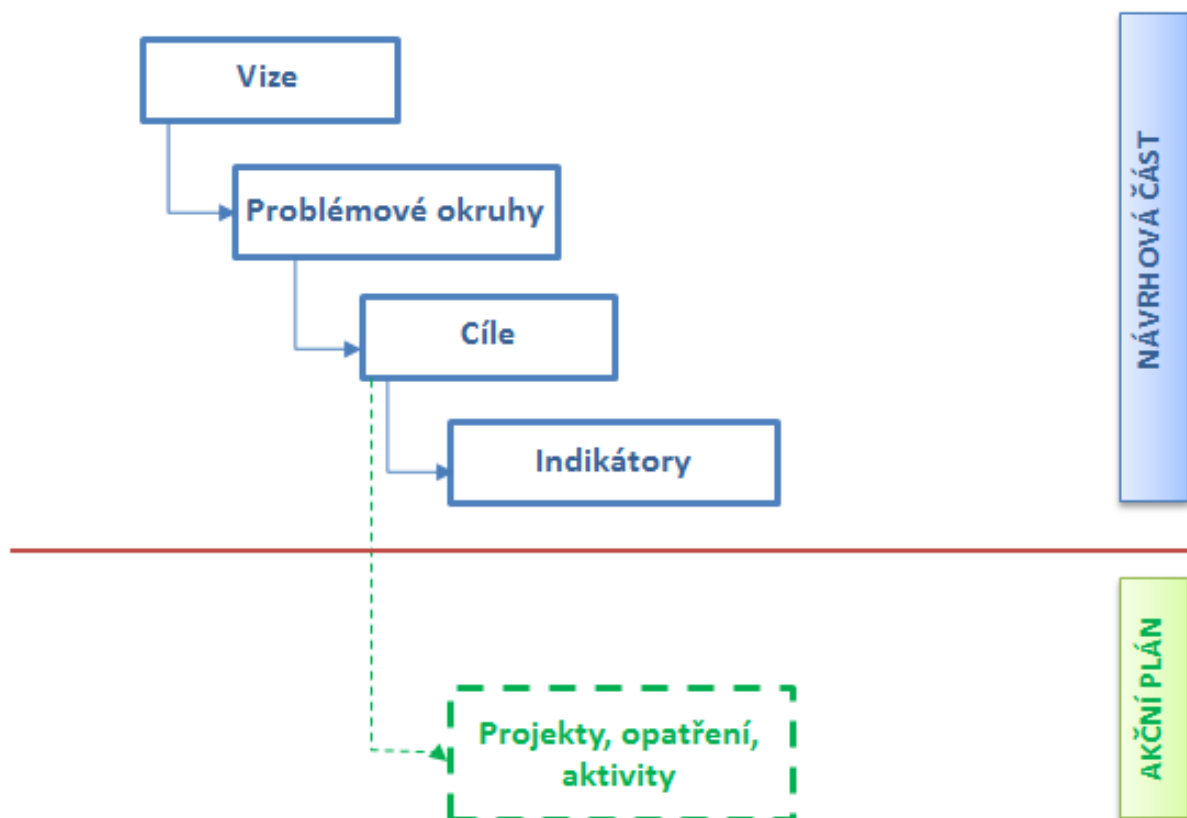 Vize
Problémové okruhy
Cíle
Indikátory
NÁVRHOVÁ ČÁST
Projekty, opatření,
aktivity
AKČNÍ PLÁN